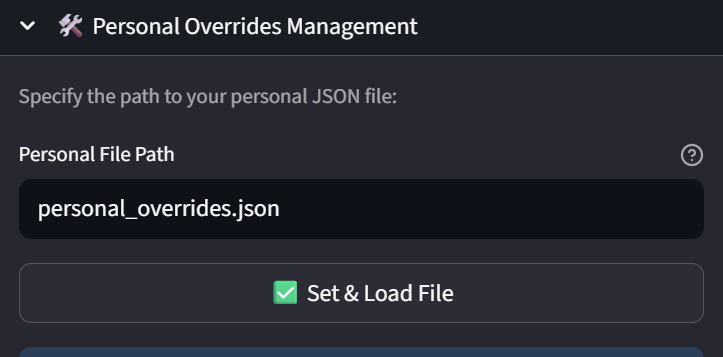 Personal Overrides Management
Specify the path to your personal JSON file:
Personal File Path
personal_overrides.json
Set & Load File